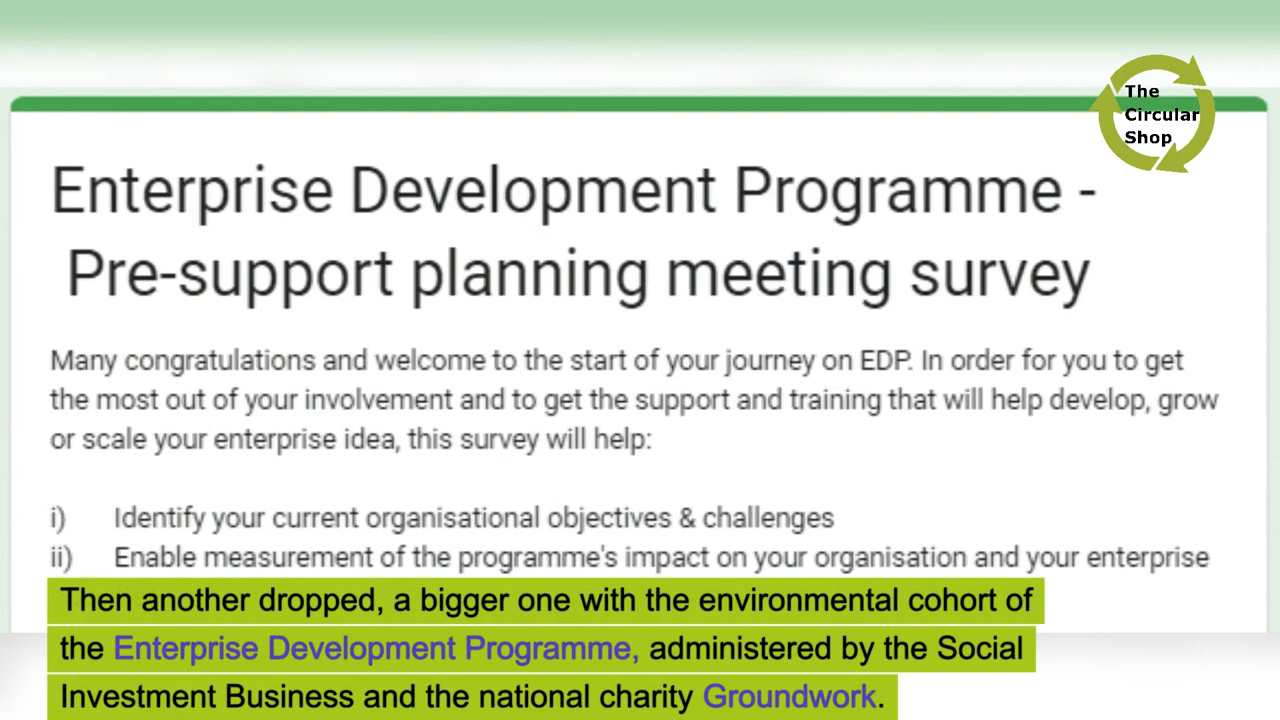 The
Circular
Shop
Enterprise Development Programme -
Pre-support planning meeting survey
Many congratulations and welcome to the start of your journey on EDP. In order for you to get
the most out of your involvement and to get the support and training that will help develop, grow
or scale your enterprise idea, this survey will help:
i) Identify your current organisational objectives & challenges
ii) Enable measurement of the programme's impact on your organisation and your enterprise
Then another dropped, a bigger one with the environmental cohort of
the Enterprise Development Programme, administered by the Social
Investment Business and the national charity Groundwork.